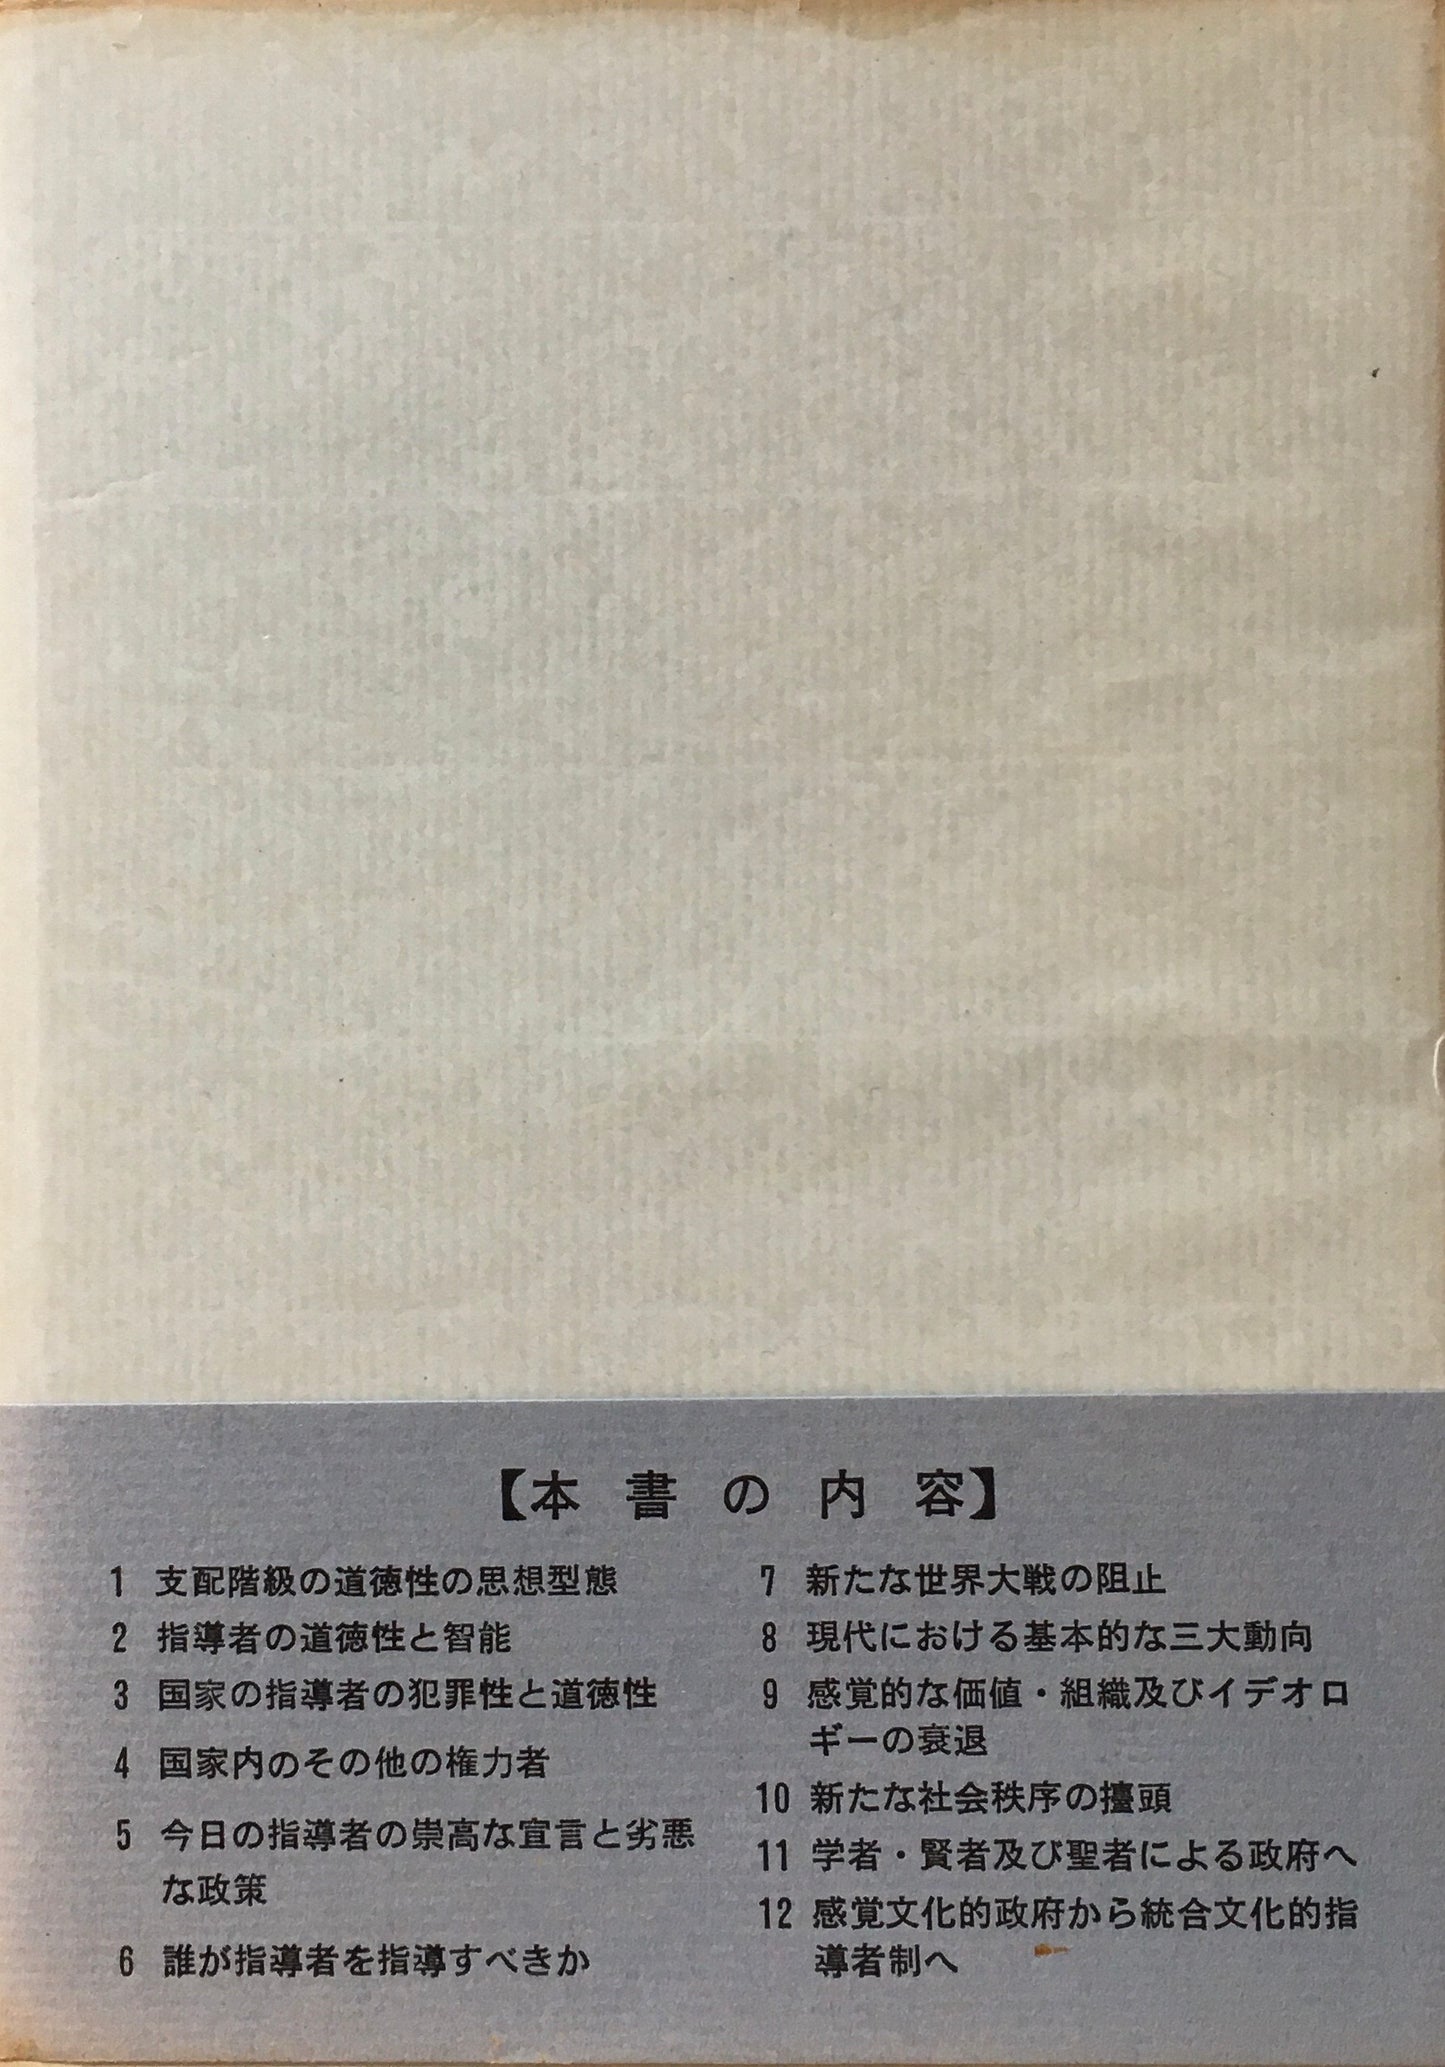 【本書の内容】
1 支配階級の道徳性の思想型態
2 指導者の道徳性と智能
3 国家の指導者の犯罪性と道徳性
4 国家内のその他の権力者
5 今日の指導者の崇高な宣言と劣悪
な政策
6 誰が指導者を指導すべきか
7 新たな世界大戦の阻止
8 現代における基本的な三大動向
9 感覚的な価値・組織及びイデオロ
ギーの衰退
10 新たな社会秩序の擡頭
11 学者・賢者及び聖者による政府へ
12 感覚文化的政府から統合文化的指
導者制へ